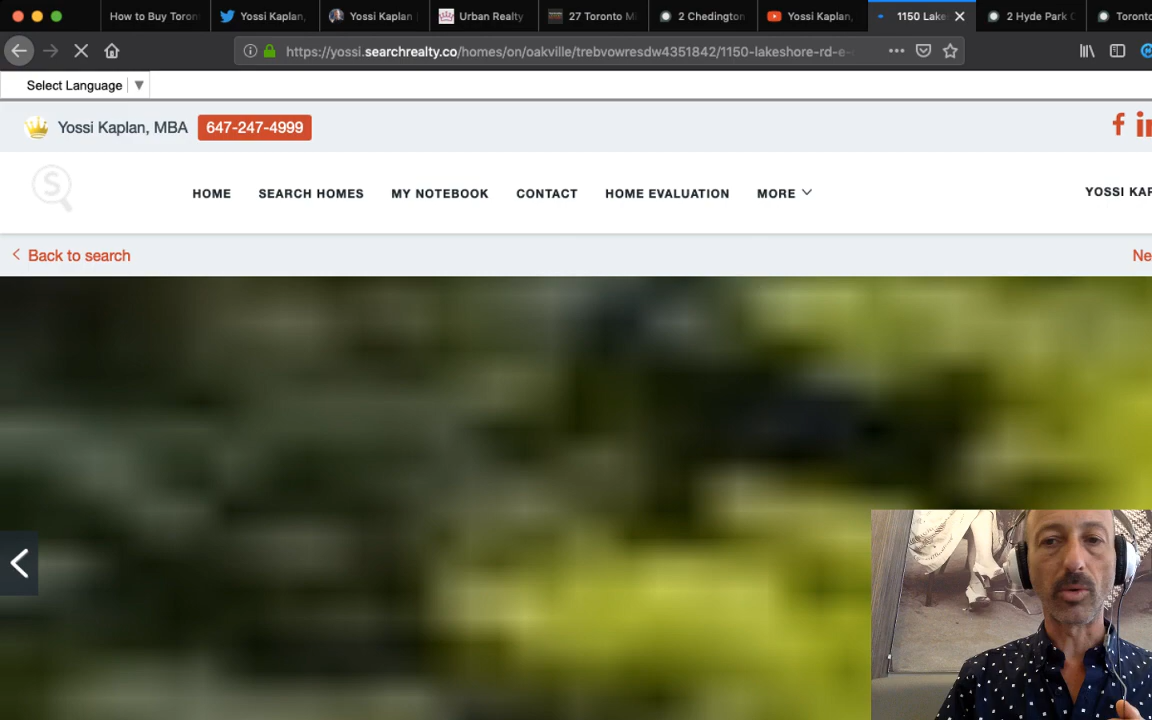 How to Buy Toron
Yossi Kaplan,
Yossi Kaplan
Urban Realty
27 Toronto Mi
2 Chedington
Yossi Kaplan,
1150 Lake
2 Hyde Park
Toronto
https://yossi.searchrealty.co/homes/on/oakville/trebvowresdw4351842/1150-lakeshore-rd-e-
Select Language
Yossi Kaplan, MBA
647-247-4999
HOME
SEARCH HOMES
MY NOTEBOOK
CONTACT
HOME EVALUATION
MORE
YOSSI KAP
Back to search
Ne